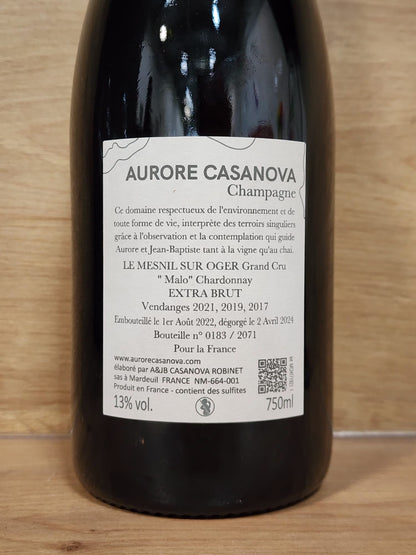 AURORE CASANOVA
Champagne
Ce domaine respectueux de l'environnement et de
toute forme de vie, interprète des terroirs singuliers
grâce à l'observation et la contemplation qui guide
Aurore et Jean-Baptiste tant à la vigne qu'au chai.
LE MESNIL SUR OGER Grand Cru
" Malo" Chardonnay
EXTRA BRUT
Vendanges 2021, 2019, 2017
Embouteillé le 1er Août 2022, dégorgé le 2 Avril 2024
Bouteille n° 0183 / 2071
Pour la France
www.aurorecasanova.com
élaboré par A&JB CASANOVA ROBINET
sas à Mardeuil FRANCE NM-664-001
Produit en France - contient des sulfites
13% vol.
750ml